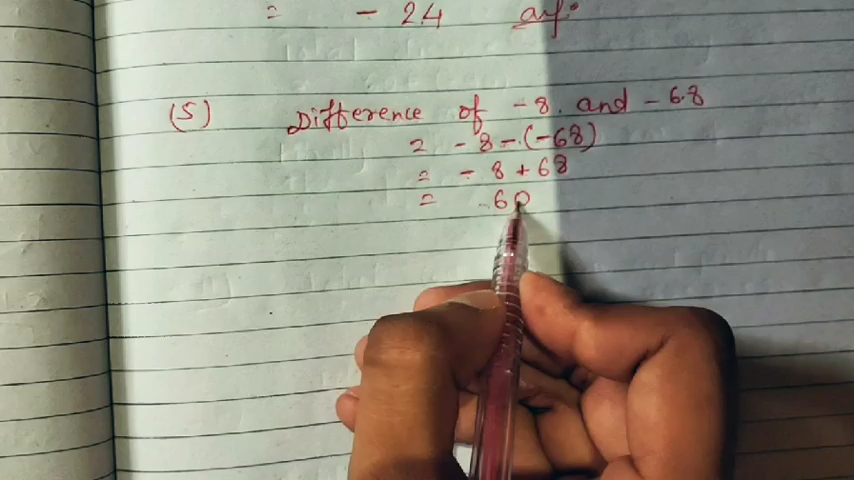 = - 24 ans.
(5) Difference of -8. and -68
= -8-(-68)
= -8+68
= 60